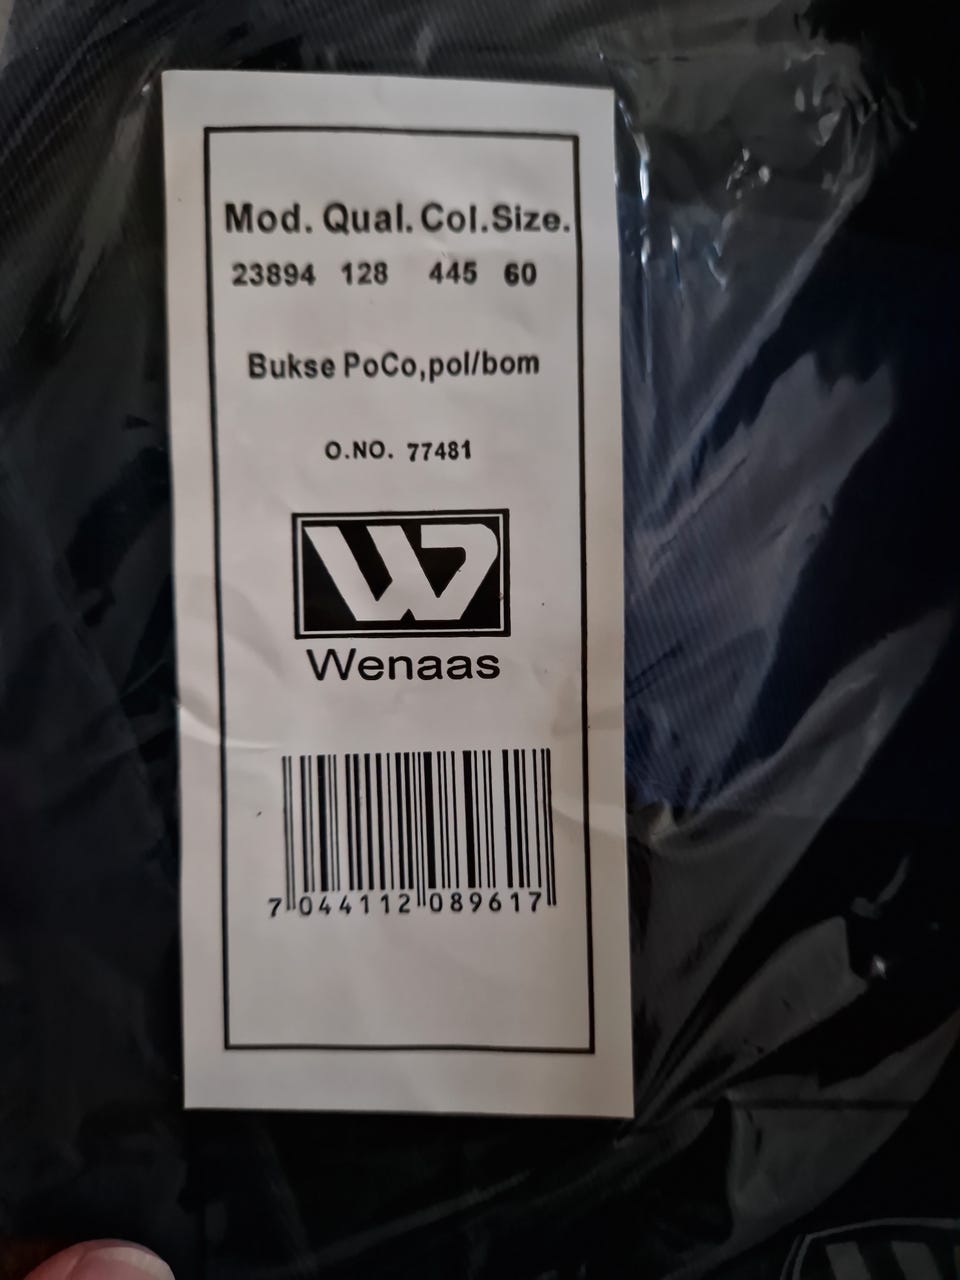 Mod. Qual. Col. Size.
23894 128 445 60
Bukse PoCo,pol/bom
O.NO. 77481
Wenaas
7 044112 089617